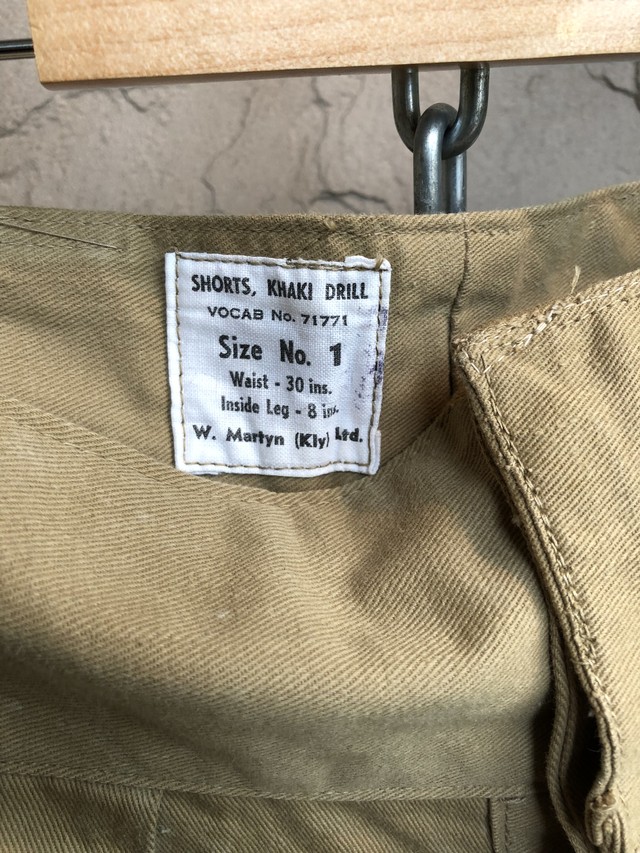 SHORTS, KHAKI DRILL
VOCAB No. 71771
Size No. 1
Waist - 30 ins.
Inside Leg - 8 ins.
W. Martyn (Kly) Ltd.